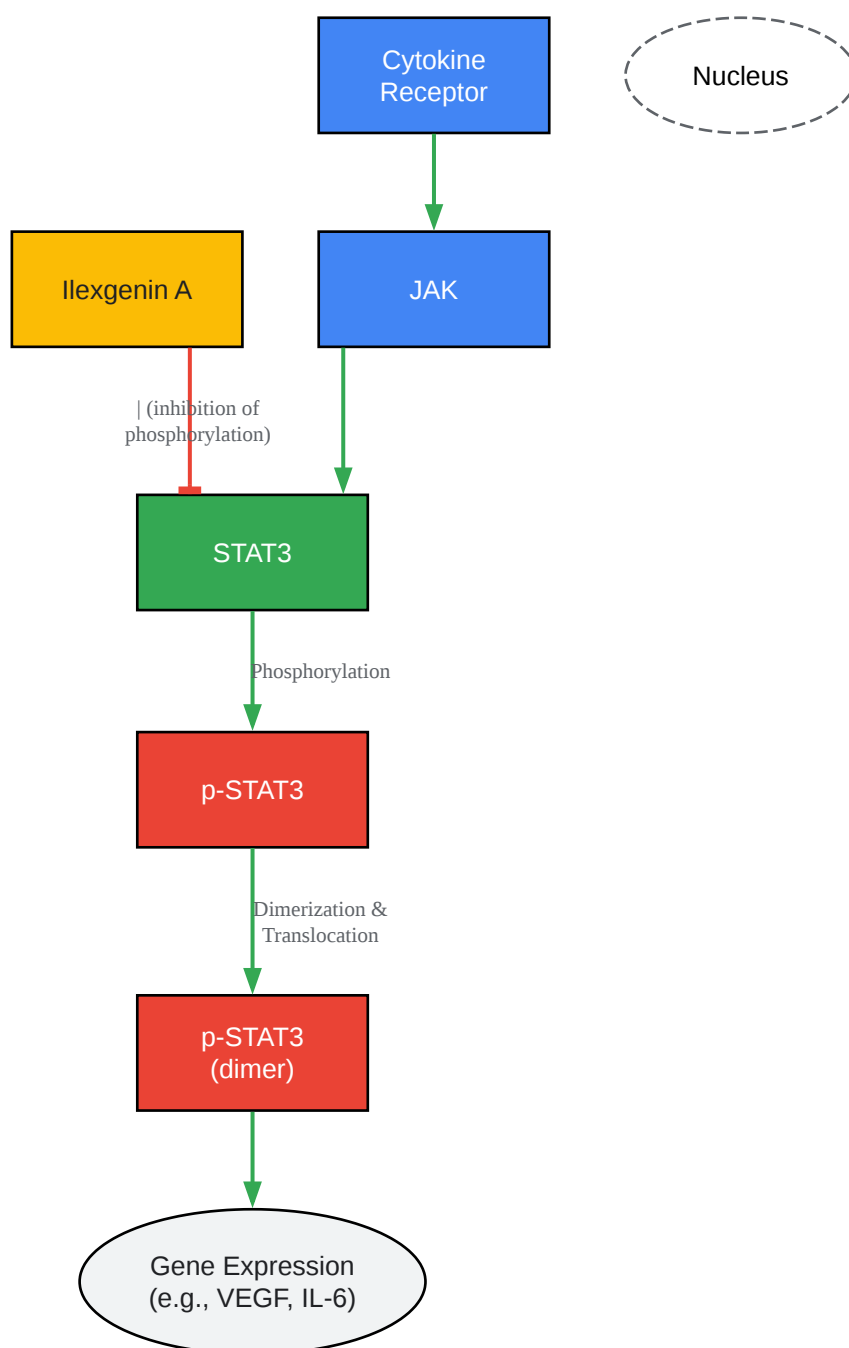 Cytokine
Receptor
Nucleus
Ilexgenin A
JAK
| (inhibition of
phosphorylation)
STAT3
Phosphorylation
p-STAT3
Dimerization &
Translocation
p-STAT3
(dimer)
Gene Expression
(e.g., VEGF, IL-6)